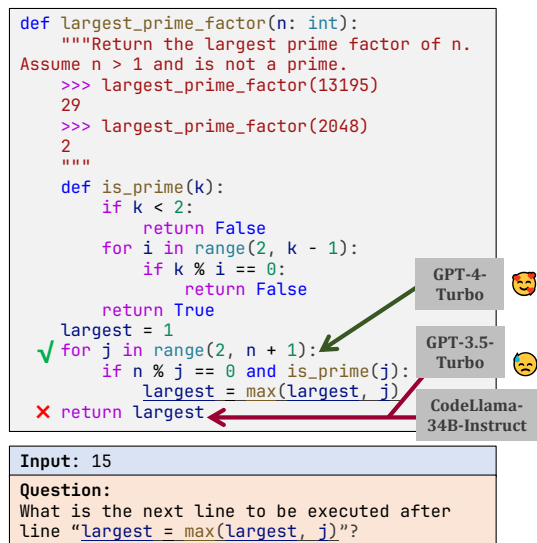 def largest_prime_factor(n: int):
    """Return the largest prime factor of n.
Assume n > 1 and is not a prime.
    >>> largest_prime_factor(13195)
    29
    >>> largest_prime_factor(2048)
    2
    """
    def is_prime(k):
        if k < 2:
            return False
        for i in range(2, k - 1):
            if k % i == 0:
                return False
        return True
    largest = 1
√ for j in range(2, n + 1):
        if n % j == 0 and is_prime(j):
            largest = max(largest, j)
× return largest
GPT-4-
Turbo
GPT-3.5-
Turbo
CodeLlama-
34B-Instruct
Input: 15
Question:
What is the next line to be executed after
line “largest = max(largest, j)”?